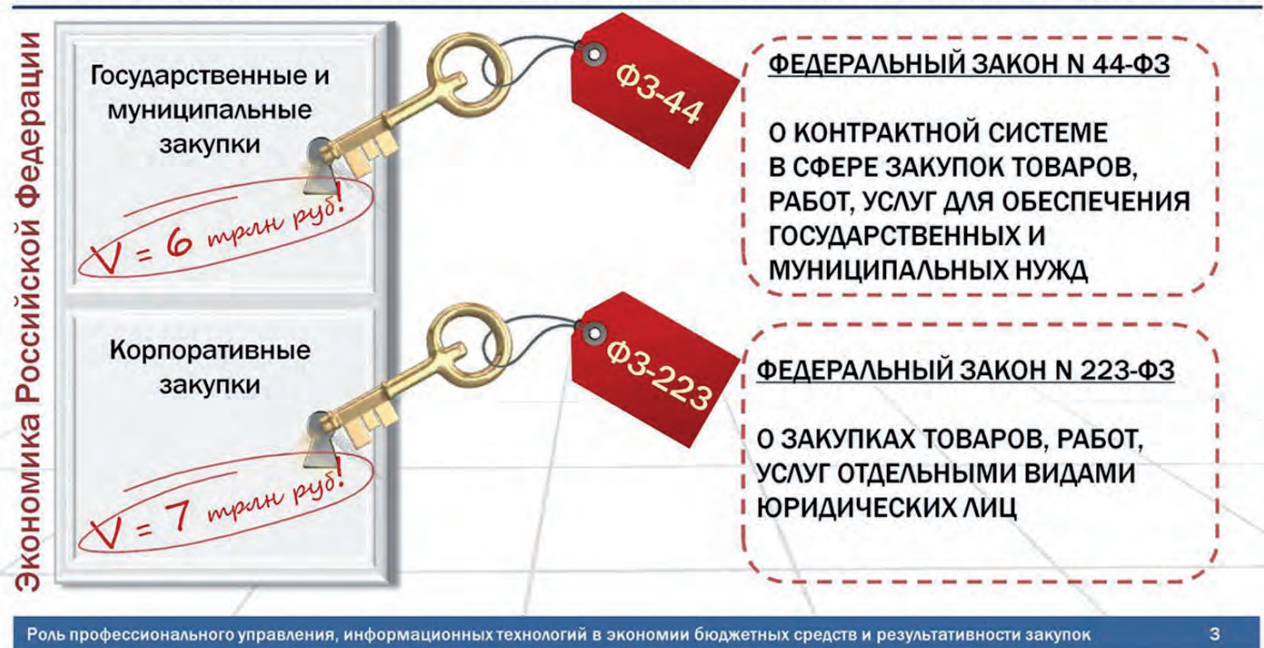 Экономика Российской Федерации
Государственные и
муниципальные
закупки
V = 6 трлн руб!
ФЗ-44
ФЕДЕРАЛЬНЫЙ ЗАКОН N 44-ФЗ
О КОНТРАКТНОЙ СИСТЕМЕ
В СФЕРЕ ЗАКУПОК ТОВАРОВ,
РАБОТ, УСЛУГ ДЛЯ ОБЕСПЕЧЕНИЯ
ГОСУДАРСТВЕННЫХ И
МУНИЦИПАЛЬНЫХ НУЖД
Корпоративные
закупки
V = 7 трлн руб!
ФЗ-223
ФЕДЕРАЛЬНЫЙ ЗАКОН N 223-ФЗ
О ЗАКУПКАХ ТОВАРОВ, РАБОТ,
УСЛУГ ОТДЕЛЬНЫМИ ВИДАМИ
ЮРИДИЧЕСКИХ ЛИЦ
Роль профессионального управления, информационных технологий в экономии бюджетных средств и результативности закупок 3